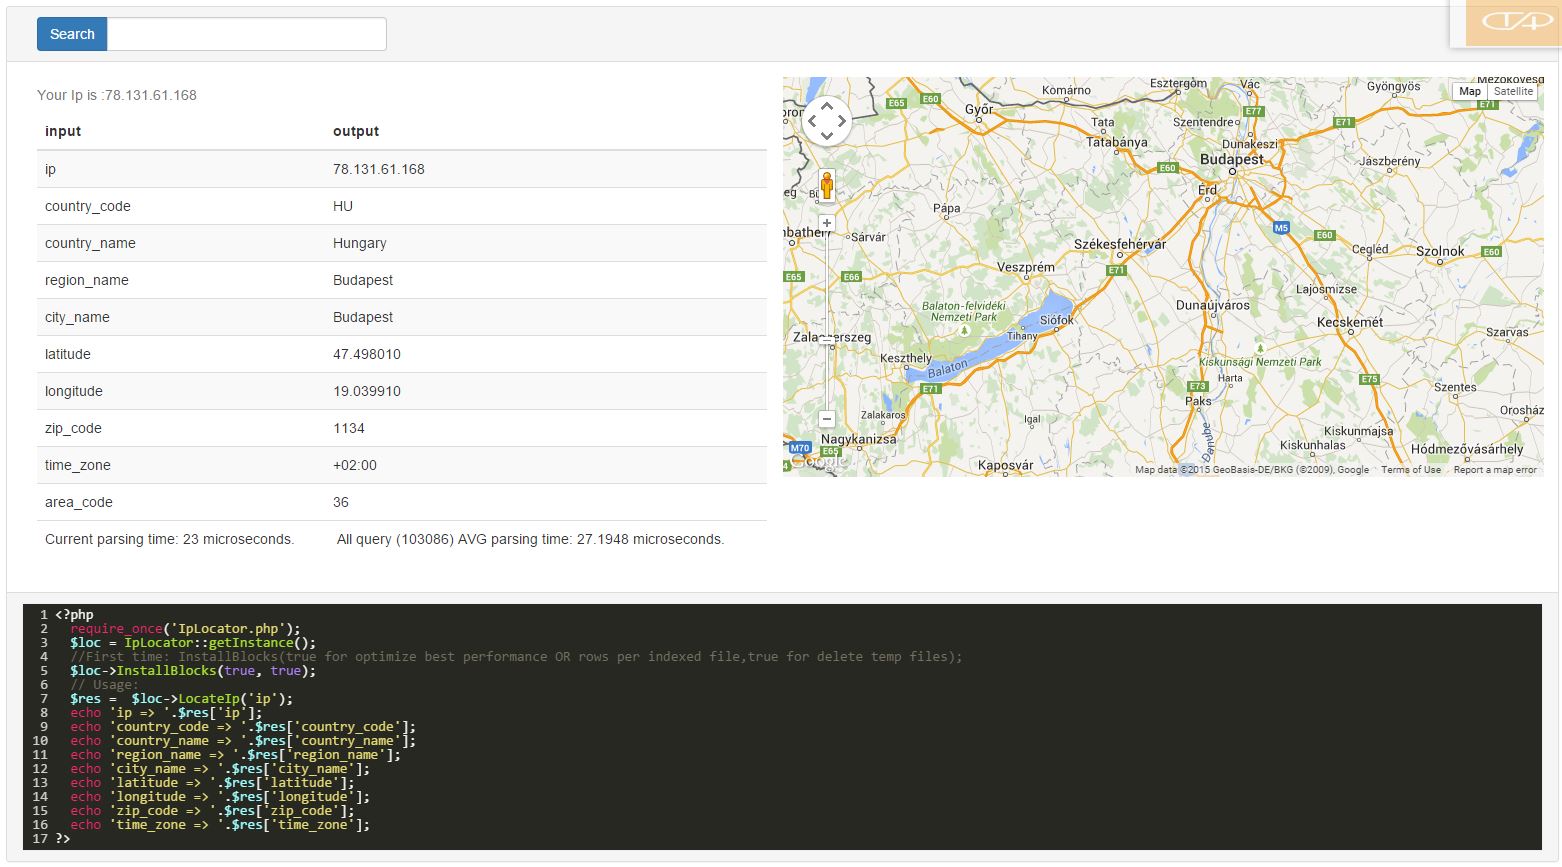 Search
Your Ip is :78.131.61.168
input output
ip 78.131.61.168
country_code HU
country_name Hungary
region_name Budapest
city_name Budapest
latitude 47.498010
longitude 19.039910
zip_code 1134
time_zone +02:00
area_code 36
Current parsing time: 23 microseconds. All query (103086) AVG parsing time: 27.1948 microseconds.
Map Satellite
Esztergom
Vác
Gyöngyös
Komárno
E65
E60
Győr
E77
E71
Tata
Szentendre
E71
Tatabánya
Dunakeszi
Budapest
Jászberény
E60
Érd
Pápa
M5
E60
Sárvár
Székesfehérvár
Cegléd
Szolnok
E60
Veszprém
E71
E65
E66
Lajosmizse
Balaton-felvidéki
Nemzeti Park
Dunaújváros
Siófok
Kecskemét
Tihany
Szarvas
Keszthely
Balaton
Kiskunsági Nemzeti Park
E71
E73
Harta
E75
Szentes
Paks
Zalakaros
Igal
Orosház
Nagykanizsa
Danube
Kiskunmajsa
Kiskunhalas
Hódmezővásárhely
M70
E65
Kaposvár
Map data ©2015 GeoBasis-DE/BKG (©2009), Google Terms of Use Report a map error
1 <?php
2 require_once('IpLocator.php');
3 $loc = IpLocator::getInstance();
4 //First time: InstallBlocks(true for optimize best performance OR rows per indexed file,true for delete temp files);
5 $loc->InstallBlocks(true, true);
6 // Usage:
7 $res =  $loc->LocateIp('ip');
8 echo 'ip => '.$res['ip'];
9 echo 'country_code => '.$res['country_code'];
10 echo 'country_name => '.$res['country_name'];
11 echo 'region_name => '.$res['region_name'];
12 echo 'city_name => '.$res['city_name'];
13 echo 'latitude => '.$res['latitude'];
14 echo 'longitude => '.$res['longitude'];
15 echo 'zip_code => '.$res['zip_code'];
16 echo 'time_zone => '.$res['time_zone'];
17 ?>